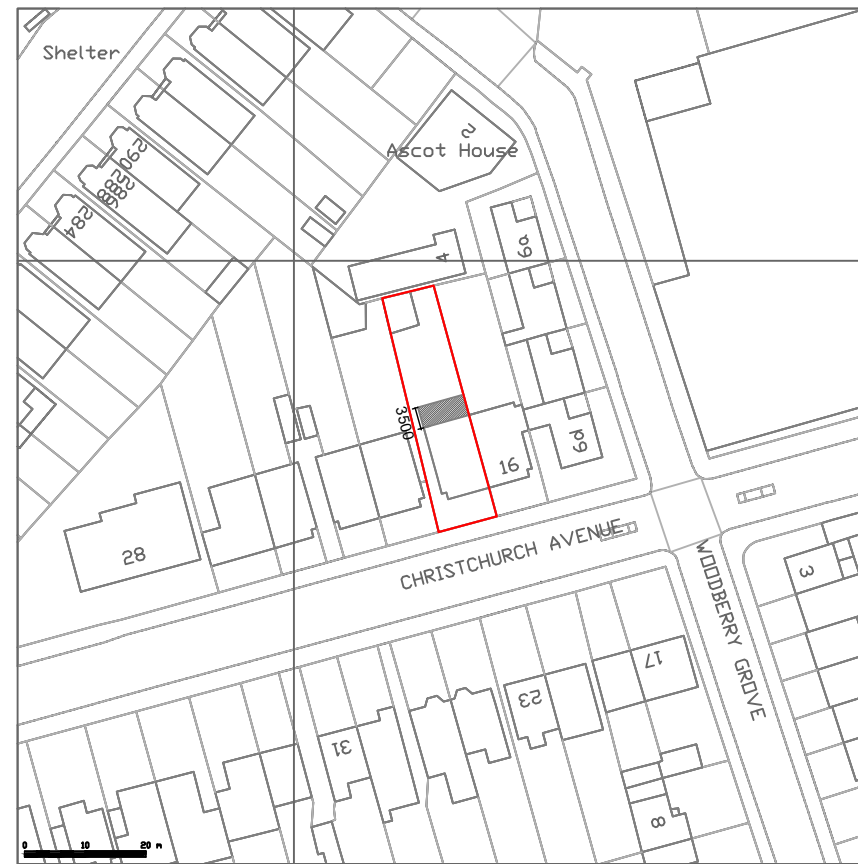 Shelter
2
Ascot House
290
288
286
284
4
6a
3500
16
6a
28
CHRISTCHURCH AVENUE
WOODBERRY GROVE
3
17
23
31
8
0 10 20 m